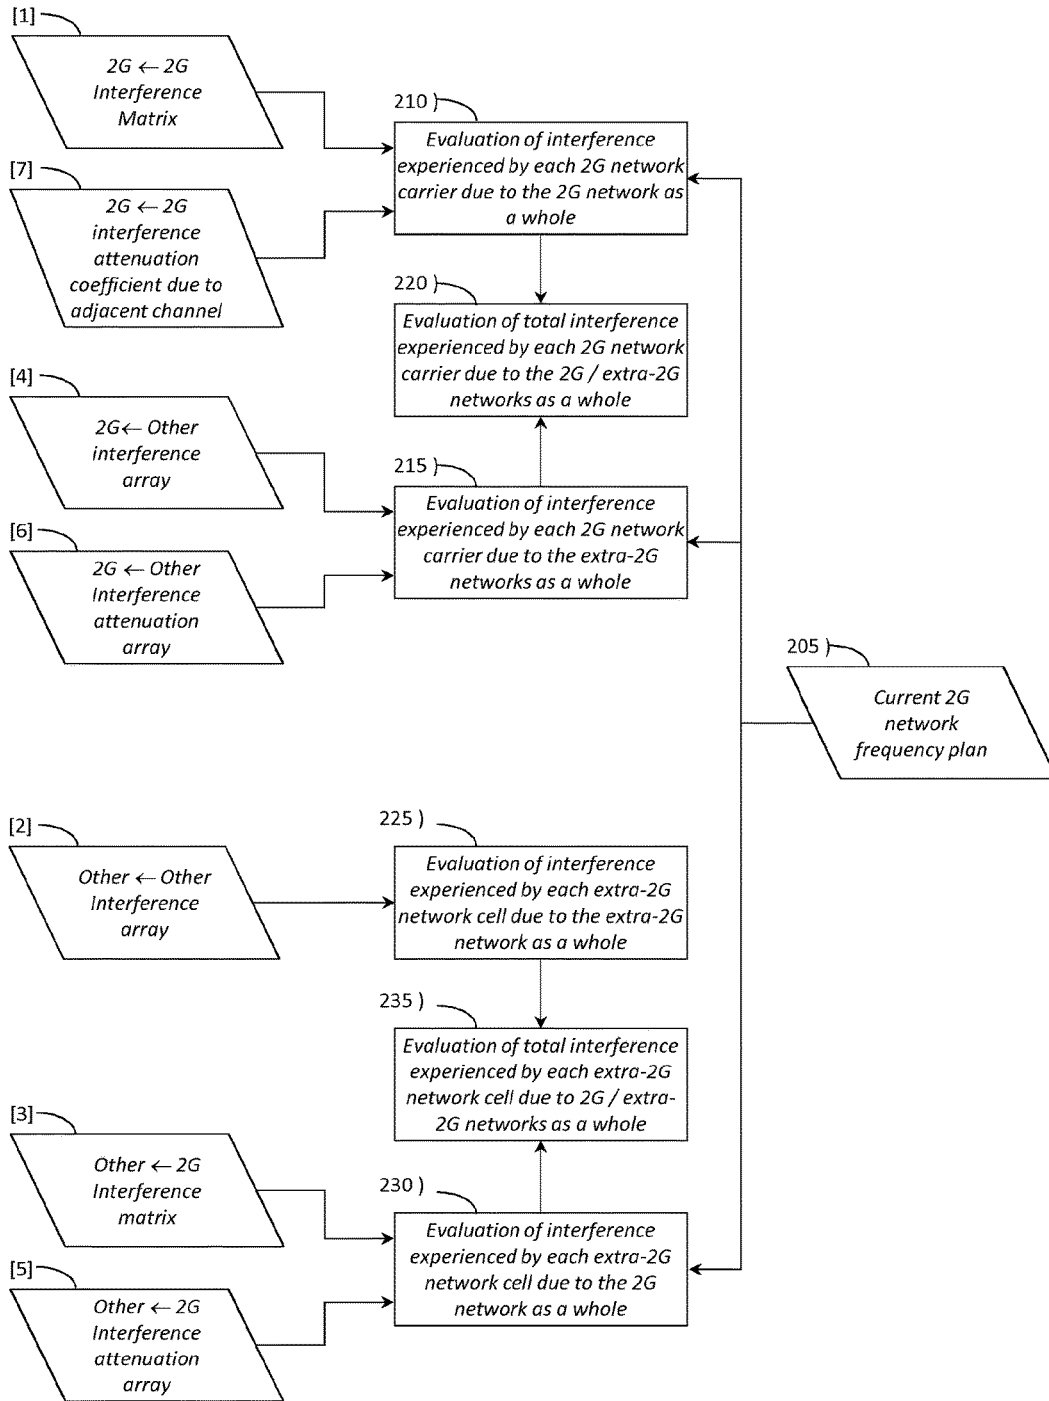 [1]
2G ← 2G
Interference
Matrix
[7]
2G ← 2G
interference
attenuation
coefficient due to
adjacent channel
[4]
2G← Other
interference
array
[6]
2G ← Other
Interference
attenuation
array
210 )
Evaluation of interference
experienced by each 2G network
carrier due to the 2G network as
a whole
220 )
Evaluation of total interference
experienced by each 2G network
carrier due to the 2G / extra-2G
networks as a whole
215 )
Evaluation of interference
experienced by each 2G network
carrier due to the extra-2G
networks as a whole
205 )
Current 2G
network
frequency plan
[2]
Other ← Other
Interference
array
225 )
Evaluation of interference
experienced by each extra-2G
network cell due to the extra-2G
network as a whole
235 )
Evaluation of total interference
experienced by each extra-2G
network cell due to 2G / extra-
2G networks as a whole
[3]
Other ← 2G
Interference
matrix
[5]
Other ← 2G
Interference
attenuation
array
230 )
Evaluation of interference
experienced by each extra-2G
network cell due to the 2G
network as a whole